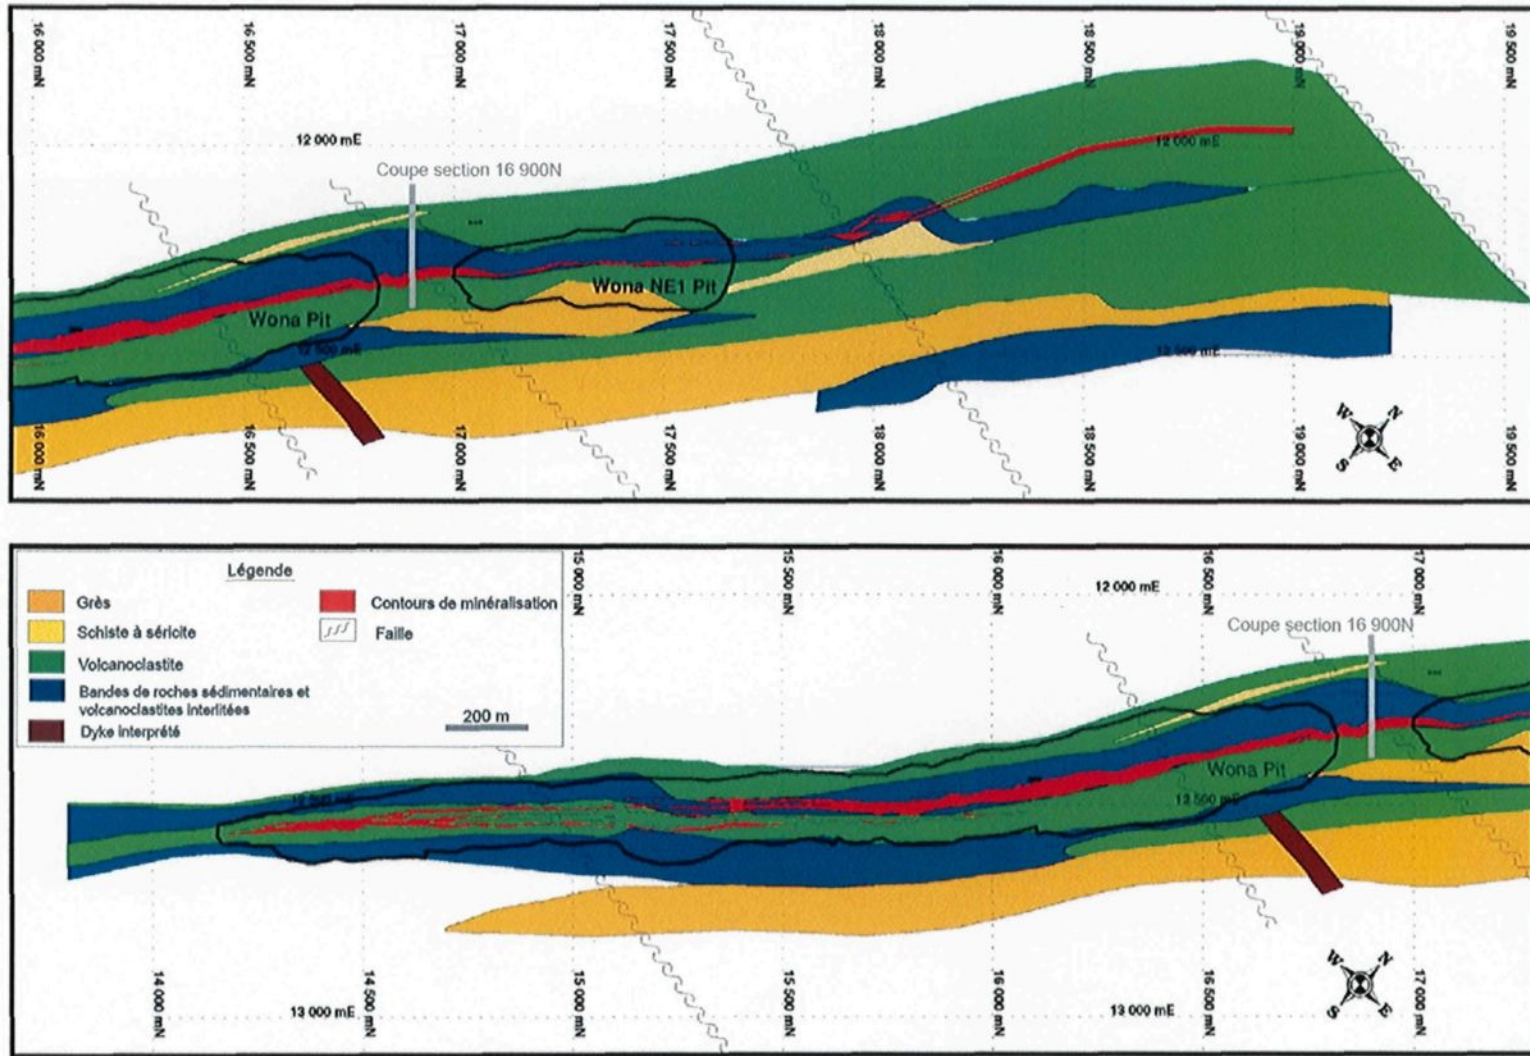 16 000 mN
16 500 mN
17 000 mN
17 500 mN
18 000 mN
18 500 mN
19 000 mN
19 500 mN
12 000 mE
12 000 mE
Coupe section 16 900N
Wona NE1 Pit
Wona Pit
12 500 mE
12 500 mE
W
N
S
E
16 000 mN
16 500 mN
17 000 mN
17 500 mN
18 000 mN
18 500 mN
19 000 mN
19 500 mN
Légende
Grès
Schiste à séricite
Volcanoclastite
Bandes de roches sédimentaires et
volcanoclastites interlitées
Dyke interprété
Contours de minéralisation
Faille
200 m
15 000 mN
15 500 mN
16 000 mN
16 500 mN
17 000 mN
12 000 mE
Coupe section 16 900N
Wona Pit
12 500 mE
12 500 mE
W
N
S
E
14 000 mN
14 500 mN
15 000 mN
15 500 mN
16 000 mN
16 500 mN
17 000 mN
13 000 mE
13 000 mE